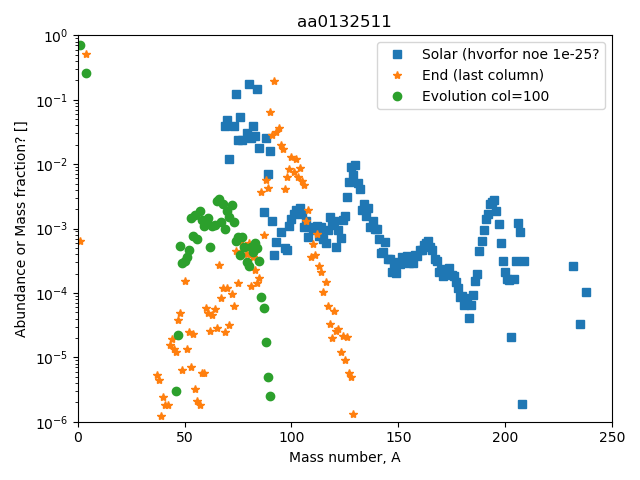 aa0132511
Solar (hvorfor noe 1e-25?
End (last column)
Evolution col=100
Abundance or Mass fraction? []
10⁰
10⁻¹
10⁻²
10⁻³
10⁻⁴
10⁻⁵
10⁻⁶
0 50 100 150 200 250
Mass number, A